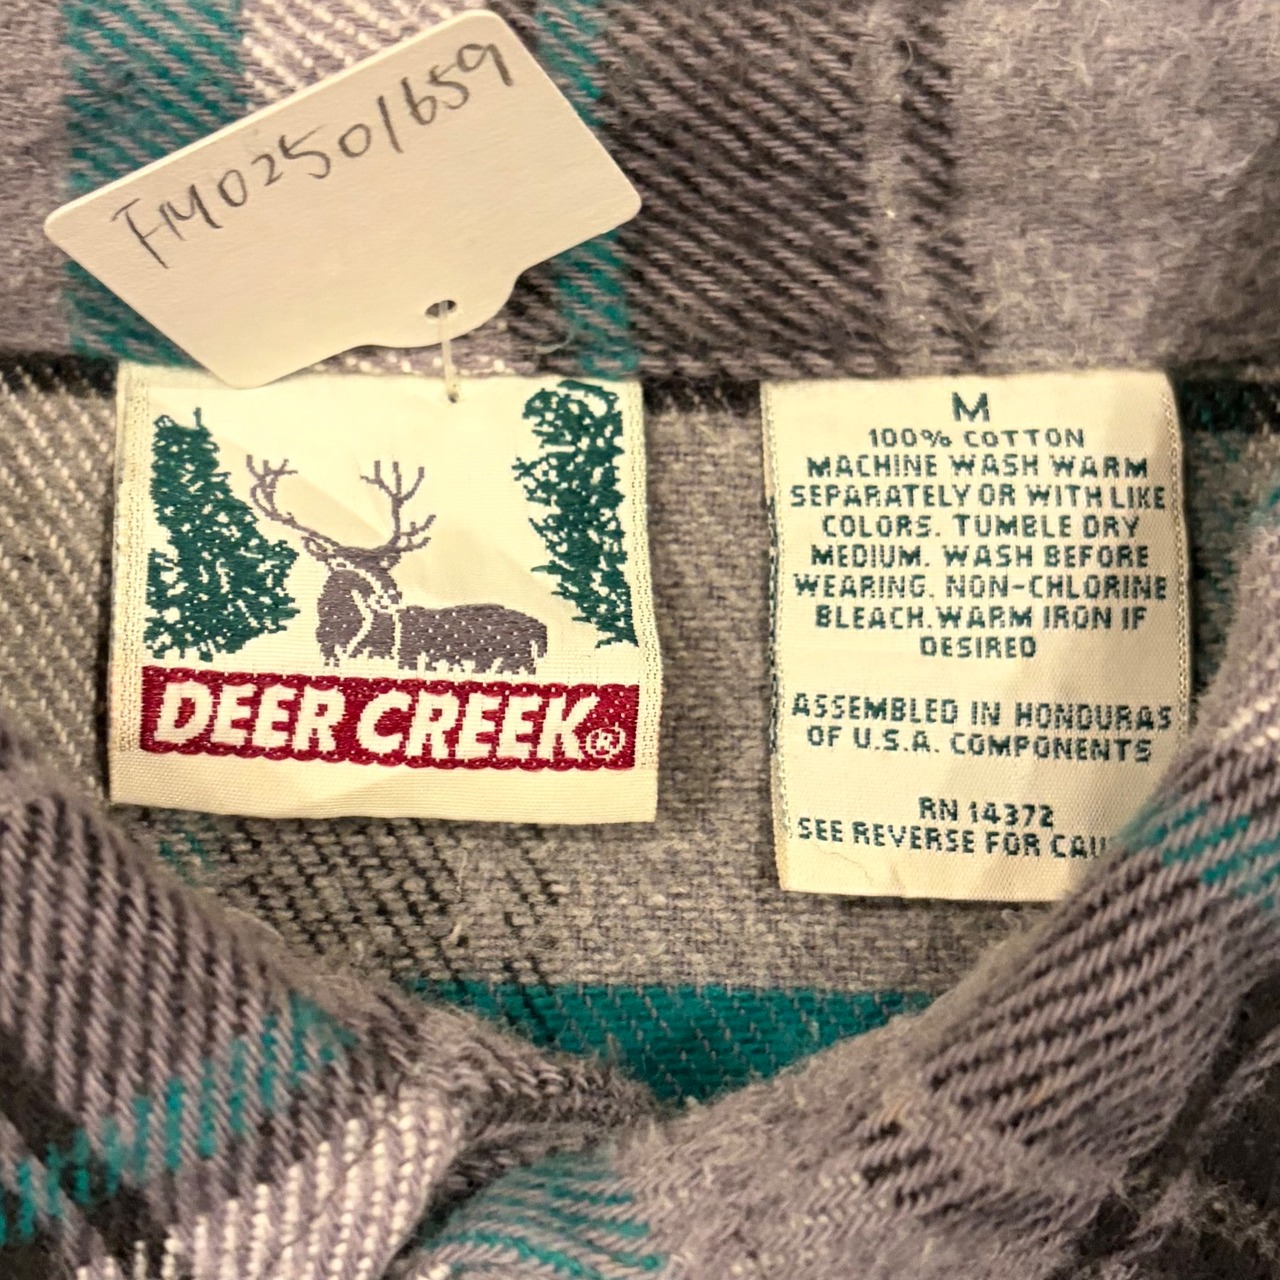 FM02501659
DEER CREEK®
M
100% COTTON
MACHINE WASH WARM
SEPARATELY OR WITH LIKE
COLORS. TUMBLE DRY
MEDIUM. WASH BEFORE
WEARING. NON-CHLORINE
BLEACH.WARM IRON IF
DESIRED
ASSEMBLED IN HONDURAS
OF U.S.A. COMPONENTS
RN 14372
SEE REVERSE FOR